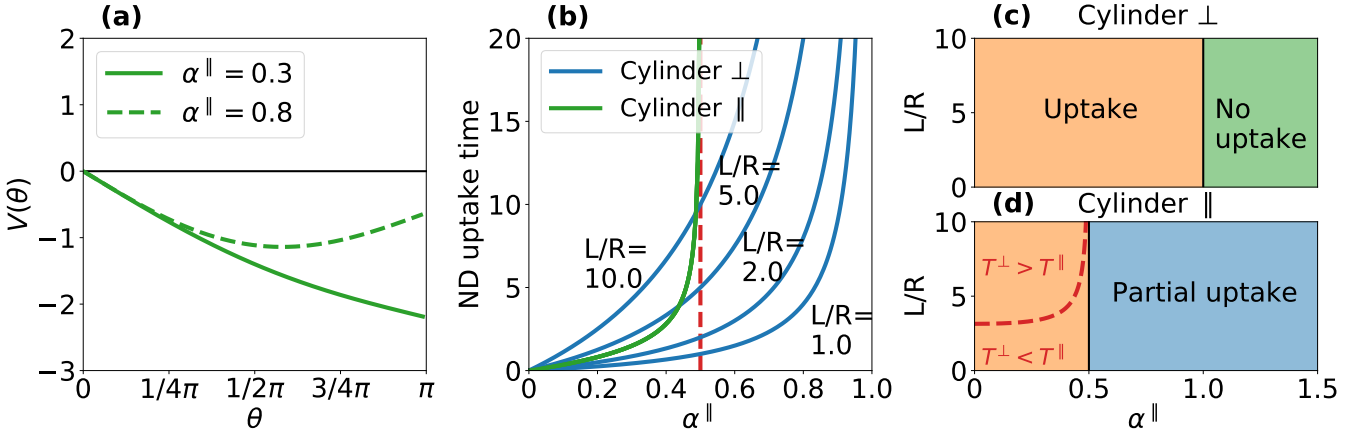 (a)
2
1
0
−1
−2
−3
V(θ)
α∥ = 0.3
α∥ = 0.8
0
1/4π
1/2π
3/4π
π
θ
(b)
20
15
10
5
0
ND uptake time
Cylinder ⊥
Cylinder ∥
L/R=
10.0
L/R=
5.0
L/R=
2.0
L/R=
1.0
0.0
0.2
0.4
0.6
0.8
1.0
α∥
(c)
Cylinder ⊥
10
5
0
L/R
Uptake
No
uptake
(d)
Cylinder ∥
10
5
0
L/R
T⊥ > T∥
T⊥ < T∥
Partial uptake
0.0
0.5
1.0
1.5
α∥